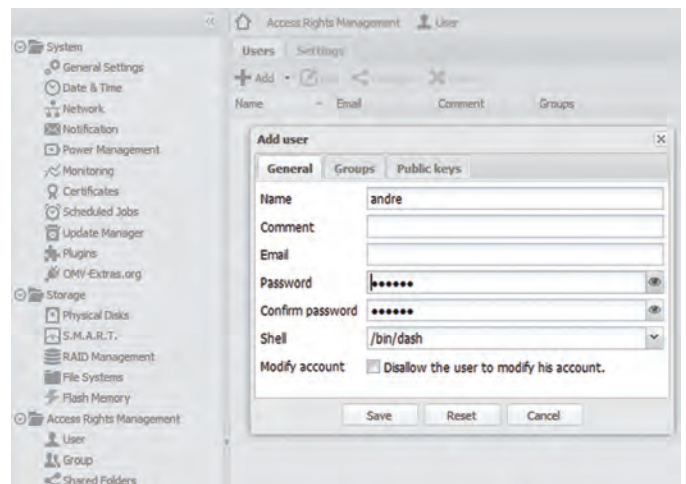 Access Rights Management User
System
General Settings
Date & Time
Network
Notification
Power Management
Monitoring
Certificates
Scheduled Jobs
Update Manager
Plugins
OMV-Extras.org
Storage
Physical Disks
S.M.A.R.T.
RAID Management
File Systems
Flash Memory
Access Rights Management
User
Group
Shared Folders
Users Settings
Add
Name Email Comment Groups
Add user
General Groups Public keys
Name andre
Comment
Email
Password ••••••
Confirm password ••••••
Shell /bin/dash
Modify account Disallow the user to modify his account.
Save Reset Cancel